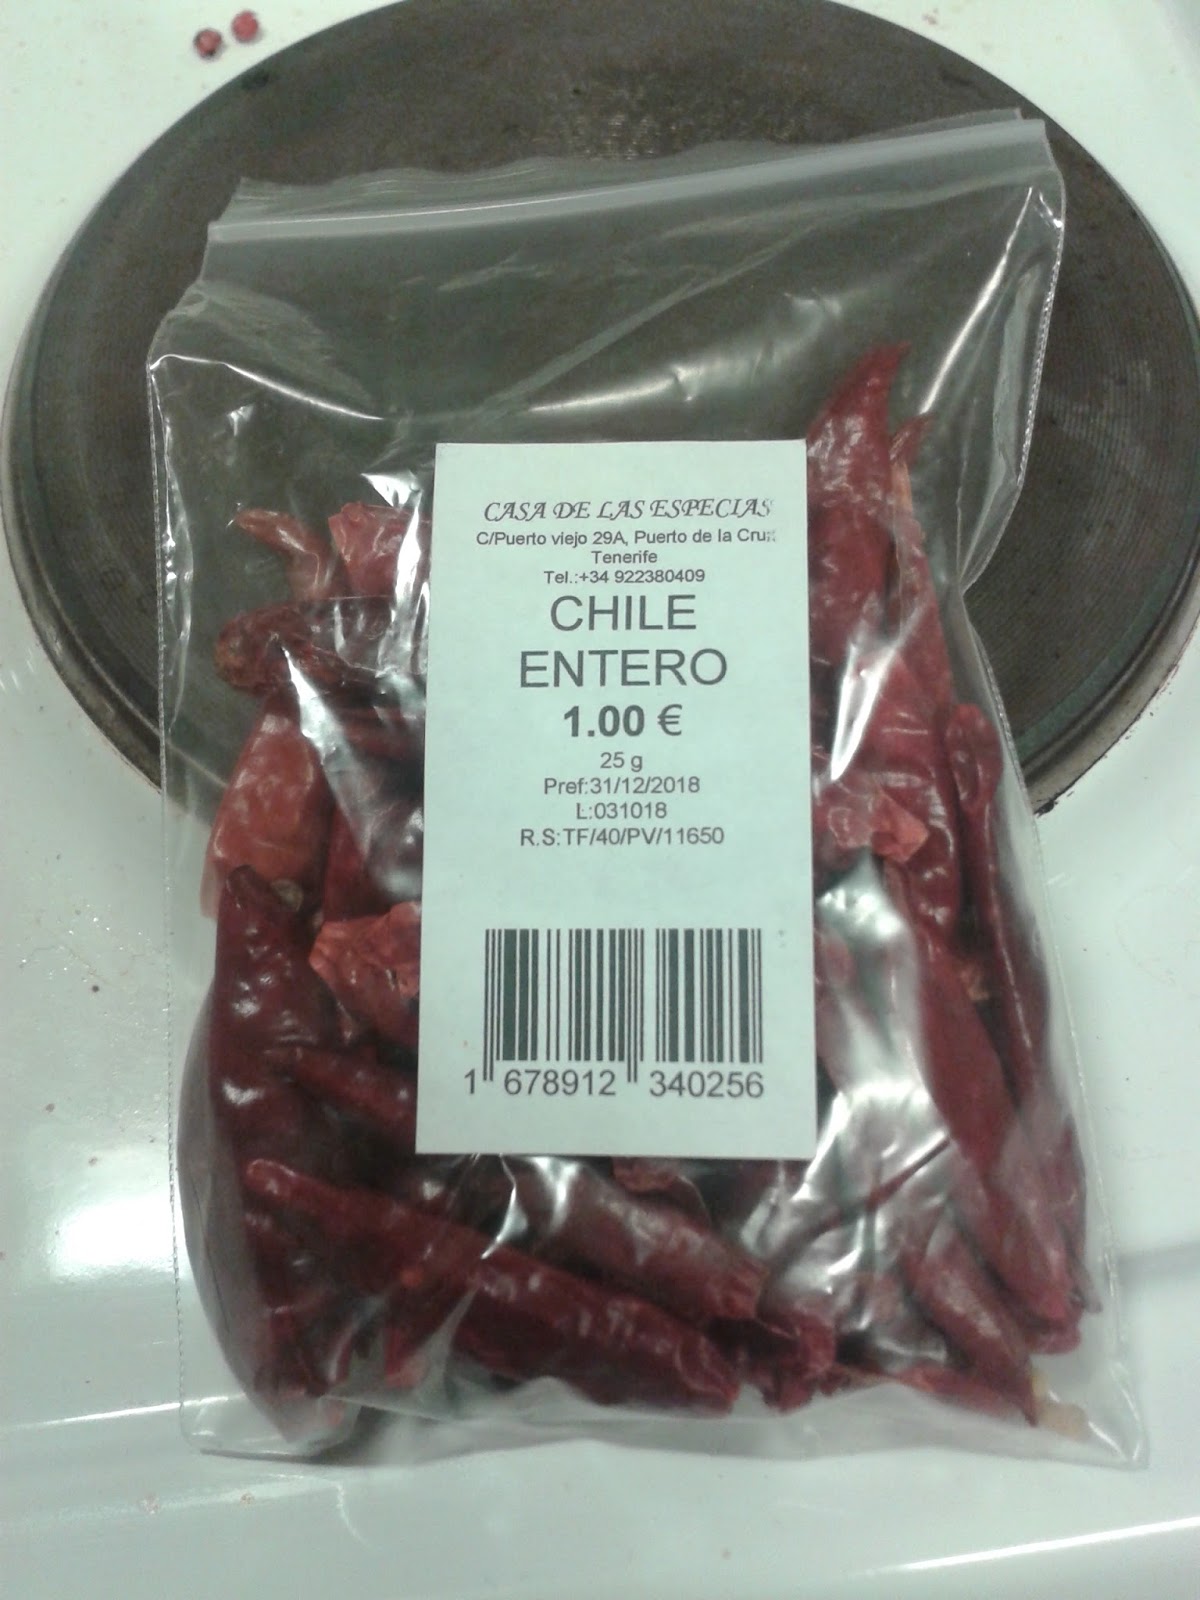 CASA DE LAS ESPECIAS
C/Puerto viejo 29A, Puerto de la Cruz
Tenerife
Tel.:+34 922380409
CHILE
ENTERO
1.00 €
25 g
Pref:31/12/2018
L:031018
R.S:TF/40/PV/11650
1 678912 340256